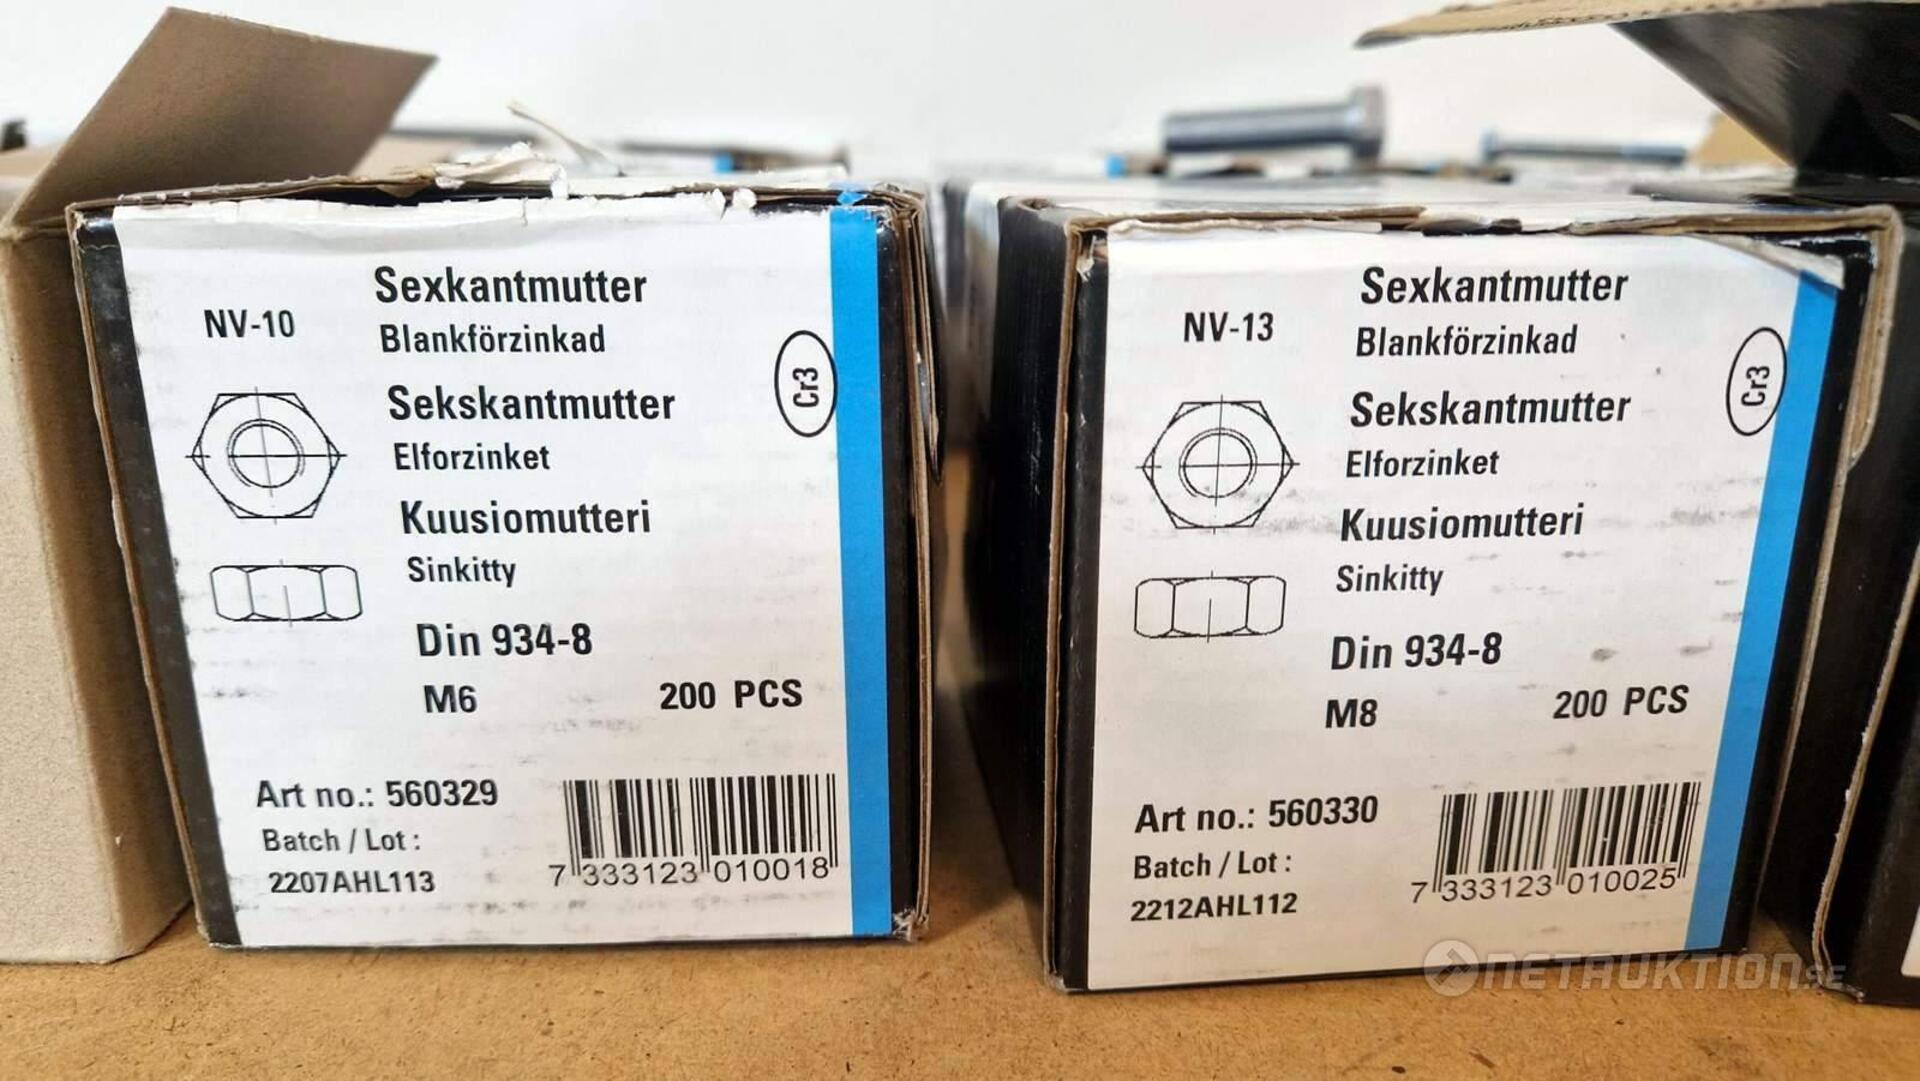 NV-10
Sexkantmutter
Blankförzinkad
Cr3
Sekskantmutter
Elforzinket
Kuusiomutteri
Sinkitty
Din 934-8
M6 200 PCS
Art no.: 560329
Batch / Lot :
2207AHL113
7 333123 010018
NV-13
Sexkantmutter
Blankförzinkad
Cr3
Sekskantmutter
Elforzinket
Kuusiomutteri
Sinkitty
Din 934-8
M8 200 PCS
Art no.: 560330
Batch / Lot :
2212AHL112
7 333123 010025
NETAUKTION.SE